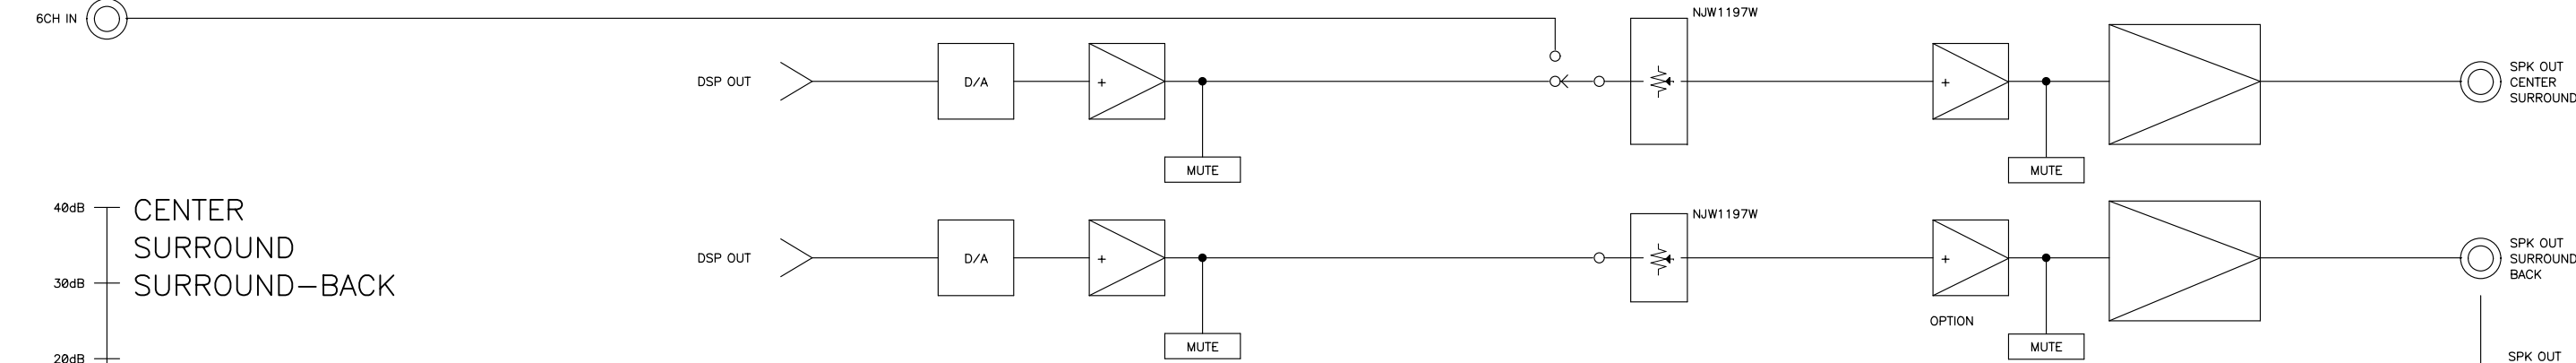 6CH IN
NJW1197W
DSP OUT
D/A
+
+
SPK OUT
CENTER
SURROUND
MUTE
MUTE
40dB
CENTER
SURROUND
SURROUND-BACK
30dB
20dB
NJW1197W
DSP OUT
D/A
+
+
SPK OUT
SURROUND
BACK
OPTION
MUTE
MUTE
SPK OUT